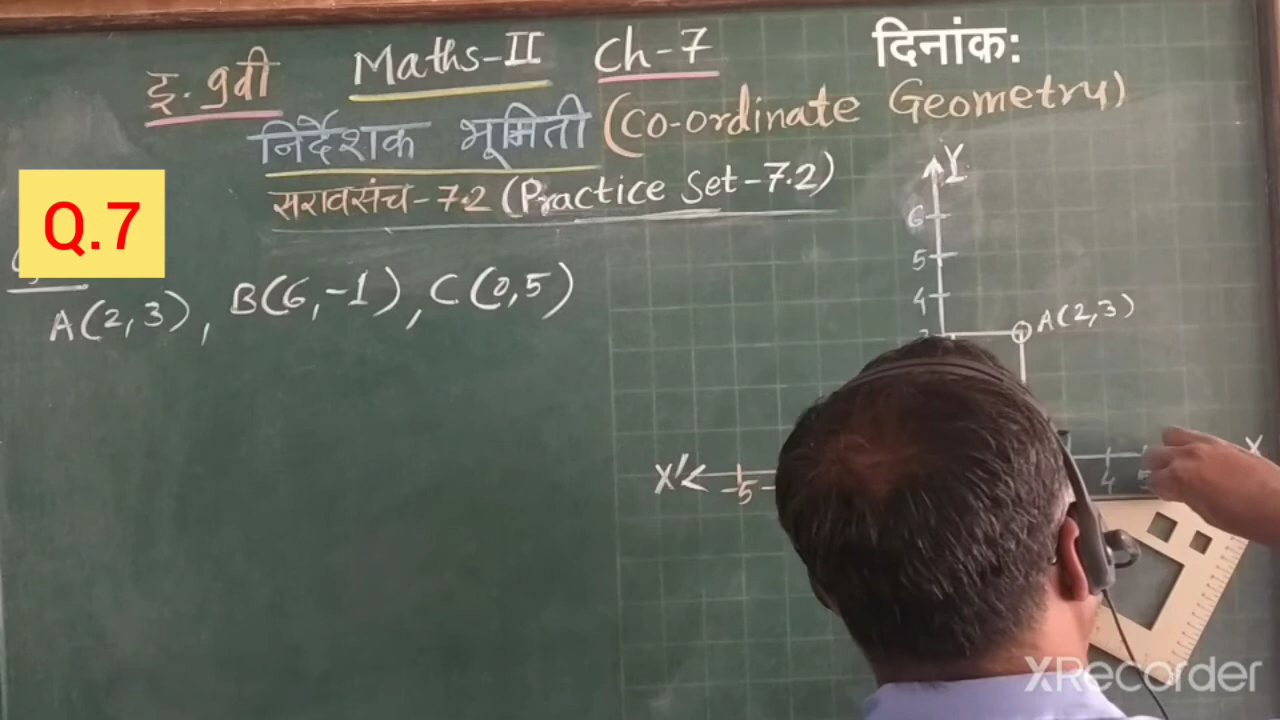 इ. 9वी Maths-II Ch-7 दिनांक:
निर्देशक भूमिती (Co-ordinate Geometry)
सरावसंच-7.2 (Practice Set-7.2)
Q.7
A(2,3), B(6,-1), C(0,5)
Y
6
5
4
A(2,3)
X'
-5
4
X
XRecorder